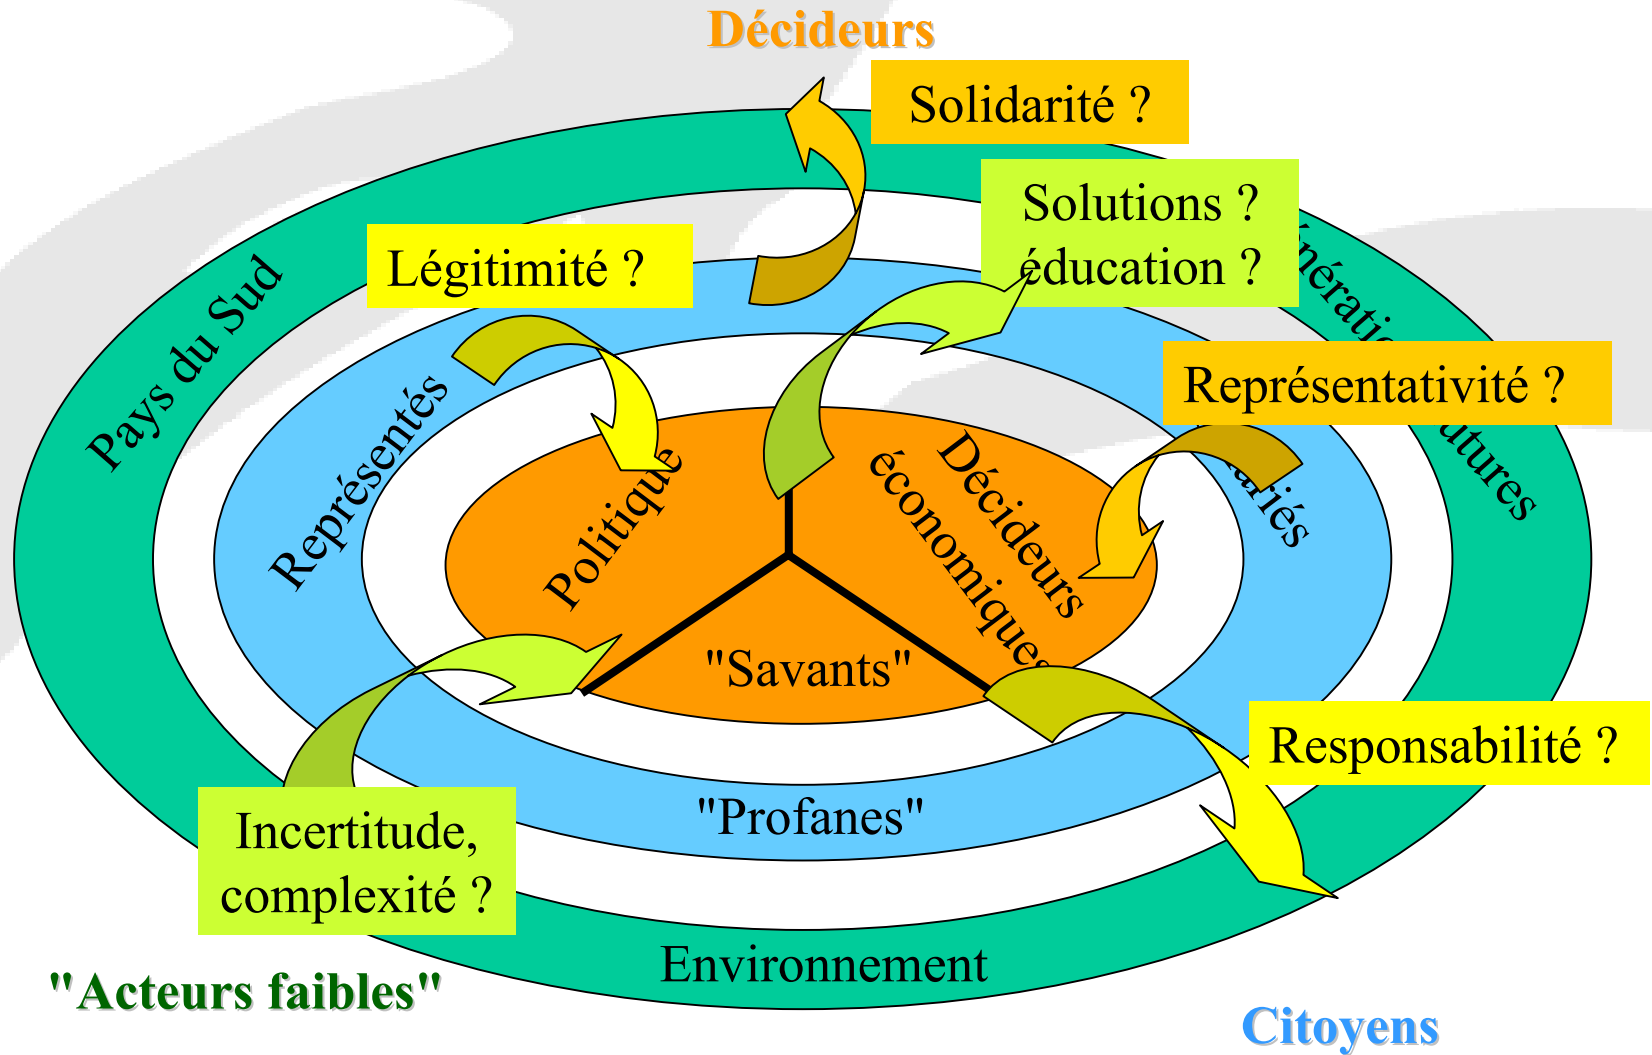 Décideurs
Solidarité ?
Solutions ?
éducation ?
Légitimité ?
Pays du Sud
Représentativité ?
Représentés
Politique
Décideurs
économiques
"Savants"
Responsabilité ?
"Profanes"
Incertitude,
complexité ?
Environnement
"Acteurs faibles"
Citoyens